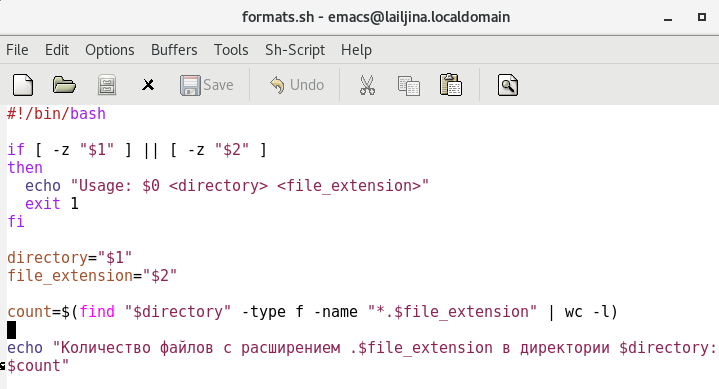 formats.sh - emacs@lailjina.localdomain
File Edit Options Buffers Tools Sh-Script Help
Save Undo
#!/bin/bash
if [ -z "$1" ] || [ -z "$2" ]
then
  echo "Usage: $0 <directory> <file_extension>"
  exit 1
fi
directory="$1"
file_extension="$2"
count=$(find "$directory" -type f -name "*.$file_extension" | wc -l)
echo "Количество файлов с расширением .$file_extension в директории $directory:
$count"